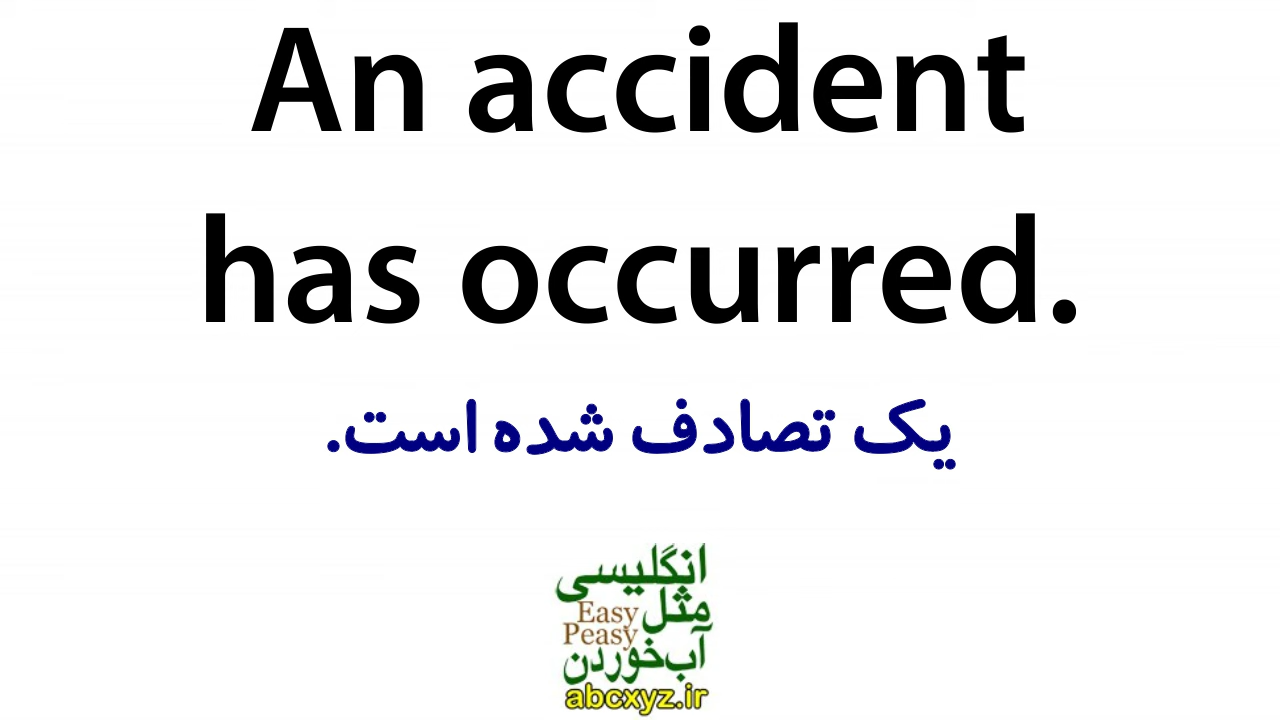 An accident
has occurred.
یک تصادف شده است.
انگلیسی
مثل
Easy
Peasy
آب‌خوردن
abcxyz.ir